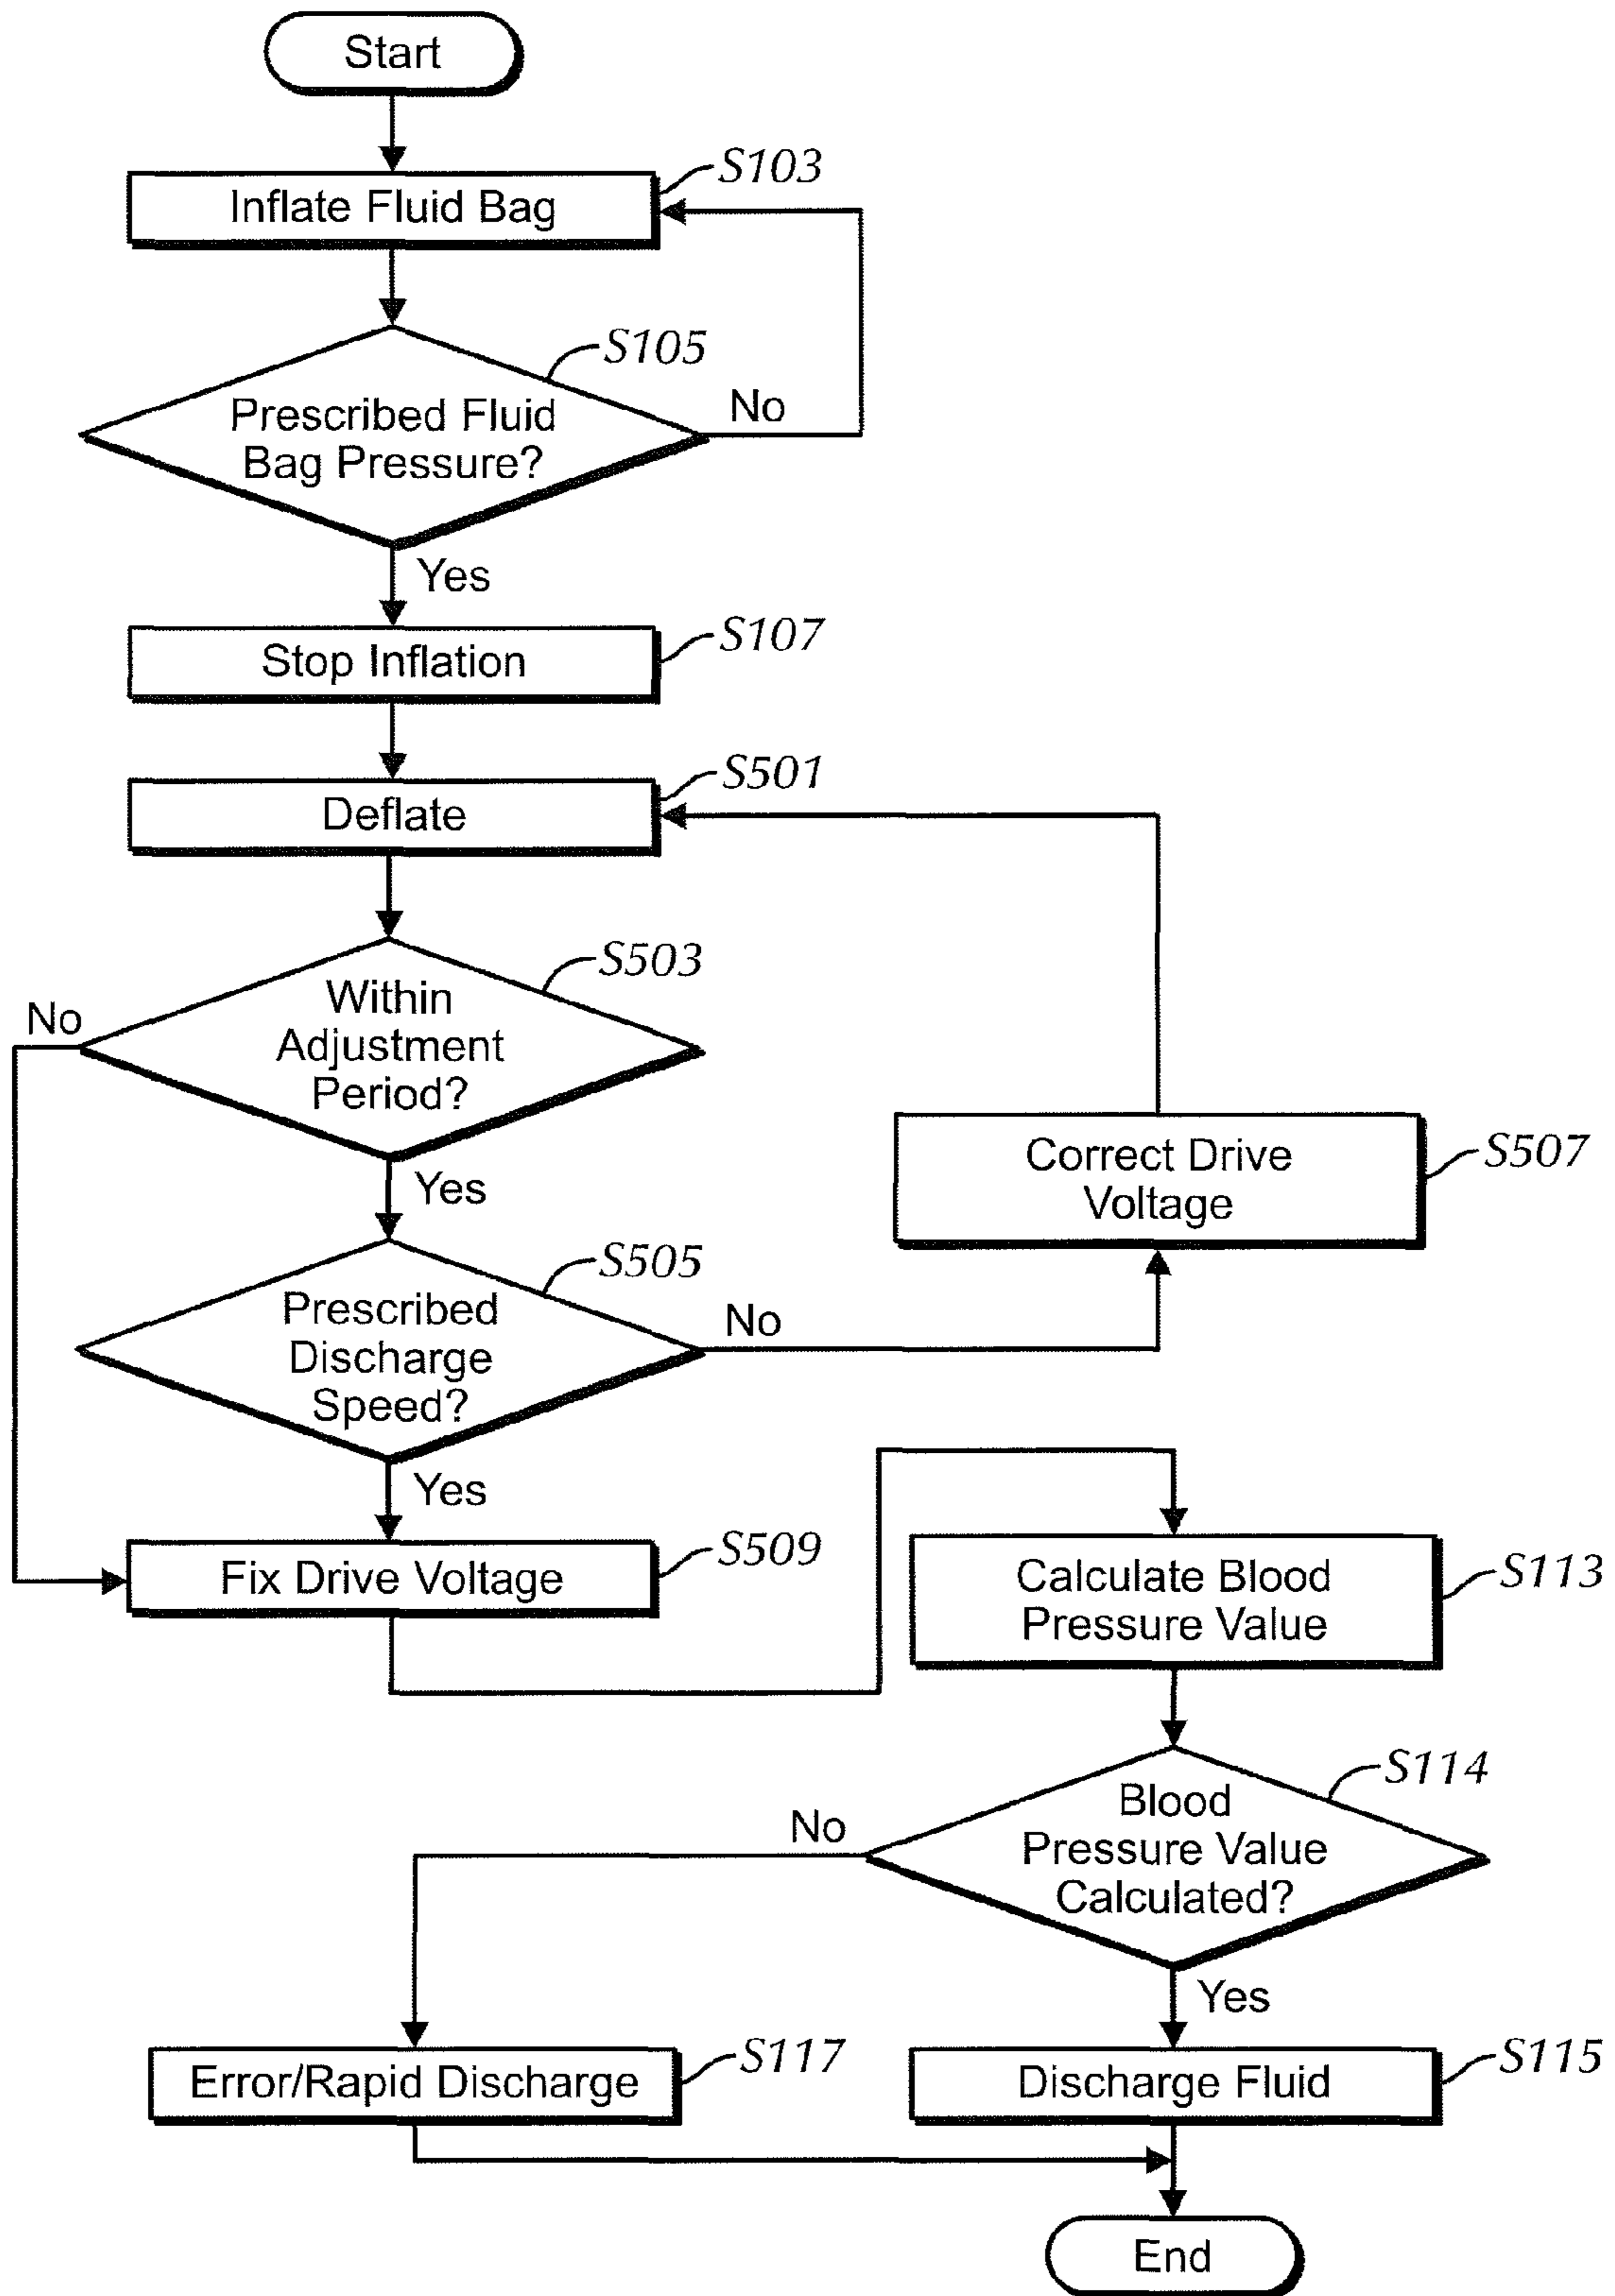 Start
S103
Inflate Fluid Bag
S105
Prescribed Fluid
Bag Pressure?
No
Yes
S107
Stop Inflation
S501
Deflate
S503
Within
Adjustment
Period?
No
Yes
Correct Drive
Voltage
S507
S505
Prescribed
Discharge
Speed?
No
Yes
S509
Fix Drive Voltage
Calculate Blood
Pressure Value
S113
S114
Blood
Pressure Value
Calculated?
No
Yes
S117
Error/Rapid Discharge
S115
Discharge Fluid
End